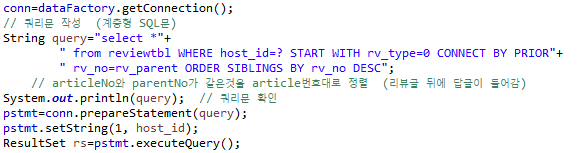 conn=dataFactory.getConnection();
// 쿼리문 작성  (계층형 SQL문)
String query="select *"+
" from reviewtbl WHERE host_id=? START WITH rv_type=0 CONNECT BY PRIOR"+
" rv_no=rv_parent ORDER SIBLINGS BY rv_no DESC";
// articleNo와 parentNo가 같은것을 article번호대로 정렬  (리뷰글 뒤에 답글이 들어감)
System.out.println(query);  // 쿼리문 확인
pstmt=conn.prepareStatement(query);
pstmt.setString(1, host_id);
ResultSet rs=pstmt.executeQuery();